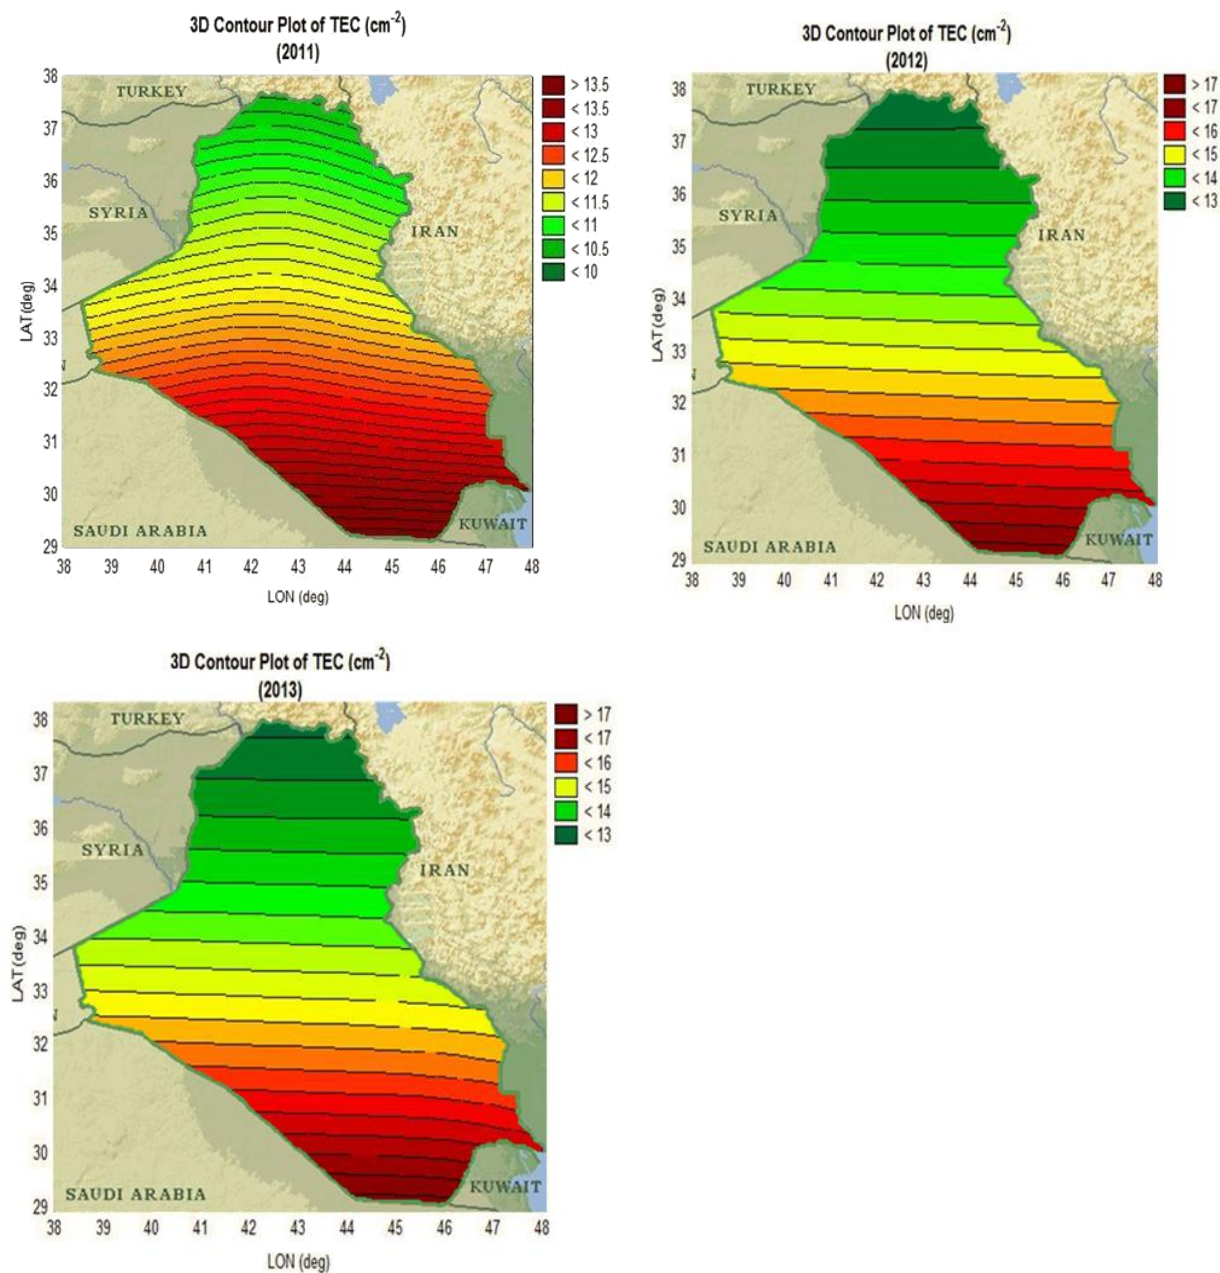 3D Contour Plot of TEC (cm-2)
(2011)
38
37
36
35
34
33
32
31
30
29
LAT(deg)
TURKEY
SYRIA
IRAN
N
SAUDI ARABIA
KUWAIT
38 39 40 41 42 43 44 45 46 47 48
LON (deg)
> 13.5
< 13.5
< 13
< 12.5
< 12
< 11.5
< 11
< 10.5
< 10
3D Contour Plot of TEC (cm-2)
(2012)
38
37
36
35
34
33
32
31
30
29
LAT(deg)
TURKEY
SYRIA
IRAN
N
SAUDI ARABIA
KUWAIT
38 39 40 41 42 43 44 45 46 47 48
LON (deg)
> 17
< 17
< 16
< 15
< 14
< 13
3D Contour Plot of TEC (cm-2)
(2013)
38
37
36
35
34
33
32
31
30
29
LAT(deg)
TURKEY
SYRIA
IRAN
N
SAUDI ARABIA
KUWAIT
38 39 40 41 42 43 44 45 46 47 48
LON (deg)
> 17
< 17
< 16
< 15
< 14
< 13